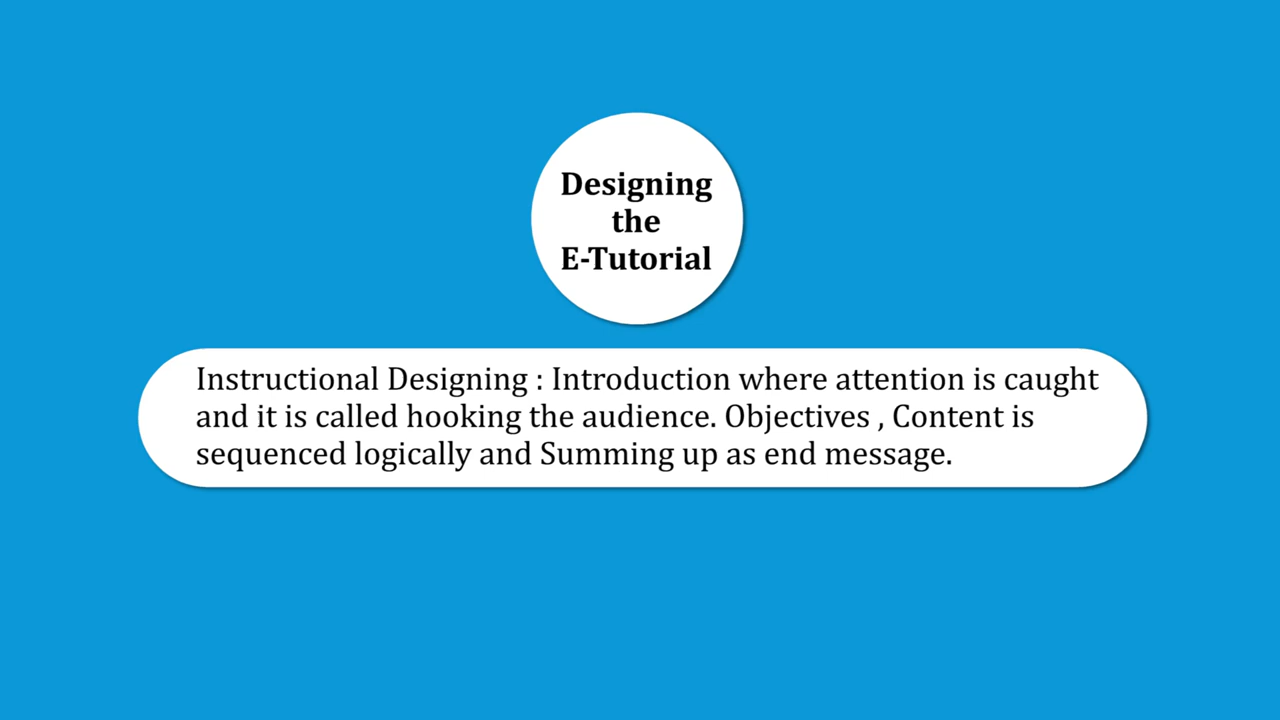 Designing
the
E-Tutorial
Instructional Designing : Introduction where attention is caught
and it is called hooking the audience. Objectives , Content is
sequenced logically and Summing up as end message.